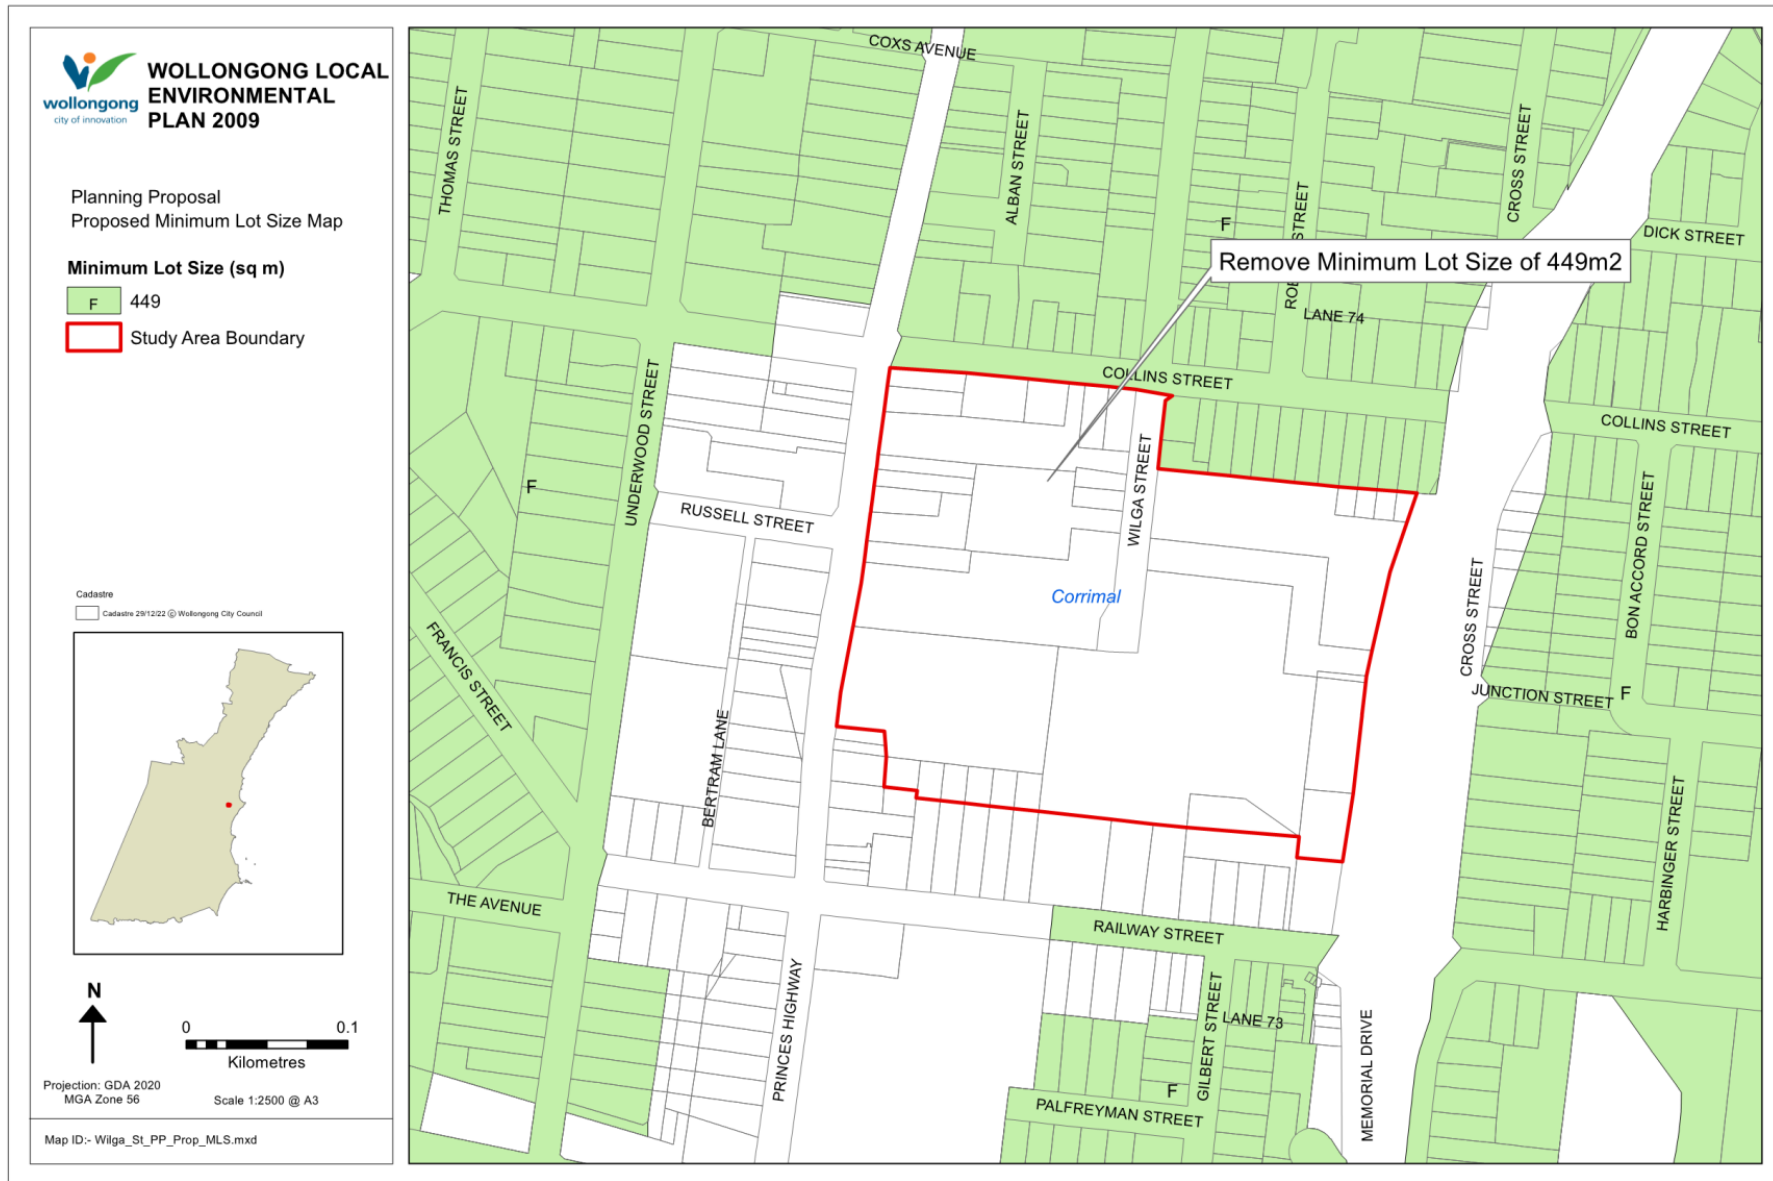 wollongong
city of innovation
WOLLONGONG LOCAL
ENVIRONMENTAL
PLAN 2009
Planning Proposal
Proposed Minimum Lot Size Map
Minimum Lot Size (sq m)
F 449
Study Area Boundary
Cadastre
Cadastre 29/12/22 © Wollongong City Council
N
0 0.1
Kilometres
Projection: GDA 2020
MGA Zone 56
Scale 1:2500 @ A3
Map ID:- Wilga_St_PP_Prop_MLS.mxd
COXS AVENUE
THOMAS STREET
ALBAN STREET
CROSS STREET
F
STREET
DICK STREET
Remove Minimum Lot Size of 449m2
LANE 74
COLLINS STREET
UNDERWOOD STREET
COLLINS STREET
WILGA STREET
F
RUSSELL STREET
BON ACCORD STREET
Corrimal
CROSS STREET
FRANCIS STREET
JUNCTION STREET
F
BERTRAM LANE
HARBINGER STREET
THE AVENUE
RAILWAY STREET
PRINCES HIGHWAY
GILBERT STREET
LANE 73
MEMORIAL DRIVE
F
PALFREYMAN STREET